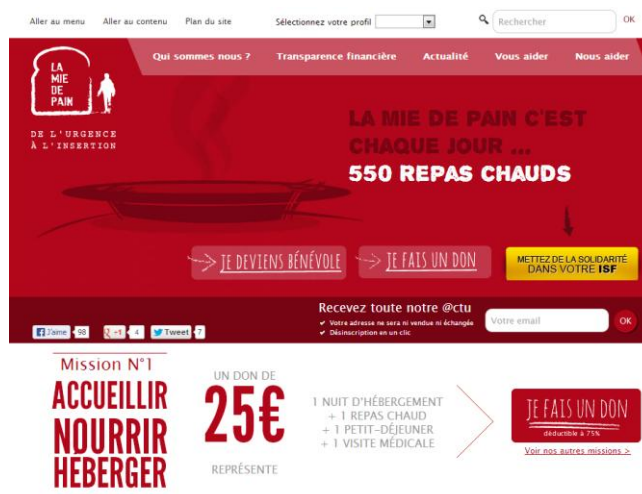 Aller au menu Aller au contenu Plan du site Sélectionnez votre profil Rechercher OK
Qui sommes nous ? Transparence financière Actualité Vous aider Nous aider
LA
MIE
DE
PAIN
DE L'URGENCE
À L'INSERTION
LA MIE DE PAIN C'EST
CHAQUE JOUR ...
550 REPAS CHAUDS
JE DEVIENS BÉNÉVOLE
JE FAIS UN DON
METTEZ DE LA SOLIDARITÉ
DANS VOTRE ISF
J'aime 98 +1 4 Tweet 7
Recevez toute notre @ctu
Votre adresse ne sera ni vendue ni échangée
Désinscription en un clic
Votre email OK
Mission N°1
ACCUEILLIR
NOURRIR
HEBERGER
UN DON DE
25€
REPRÉSENTE
1 NUIT D'HÉBERGEMENT
+ 1 REPAS CHAUD
+ 1 PETIT-DÉJEUNER
+ 1 VISITE MÉDICALE
JE FAIS UN DON
déductible à 75%
Voir nos autres missions >